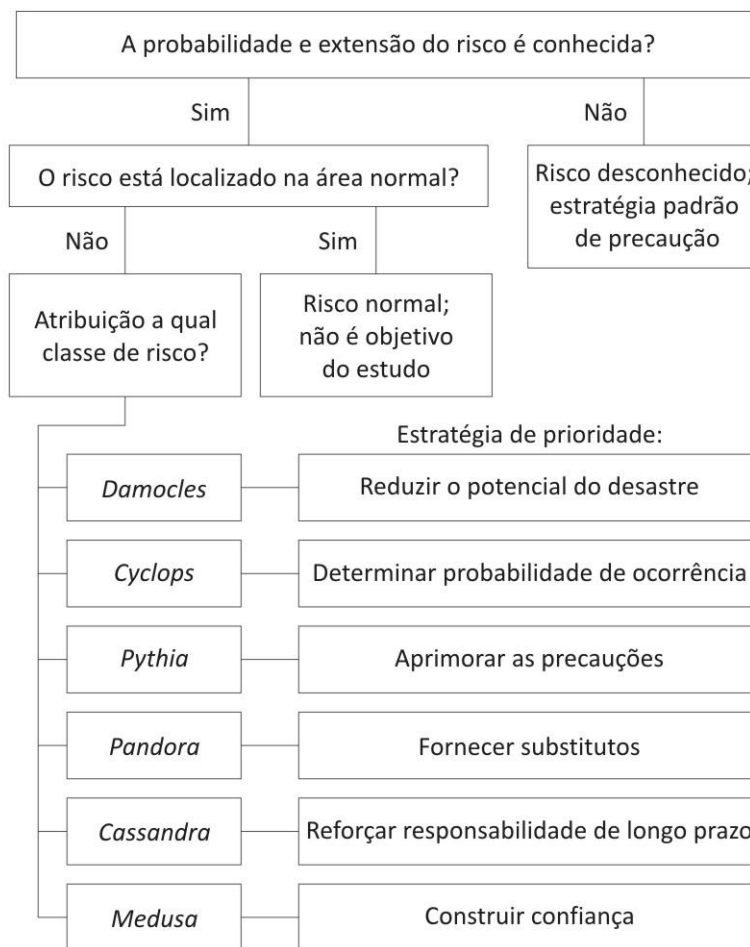 A probabilidade e extensão do risco é conhecida?
Sim
Não
O risco está localizado na área normal?
Risco desconhecido;
estratégia padrão
de precaução
Não
Sim
Atribuição a qual
classe de risco?
Risco normal;
não é objetivo
do estudo
Estratégia de prioridade:
Damocles
Reduzir o potencial do desastre
Cyclops
Determinar probabilidade de ocorrência
Pythia
Aprimorar as precauções
Pandora
Fornecer substitutos
Cassandra
Reforçar responsabilidade de longo prazo
Medusa
Construir confiança